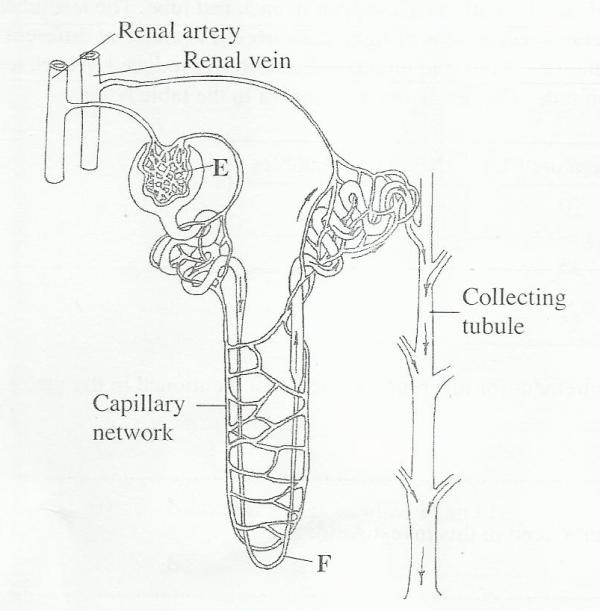 Renal artery
Renal vein
E
Collecting
tubule
Capillary
network
F